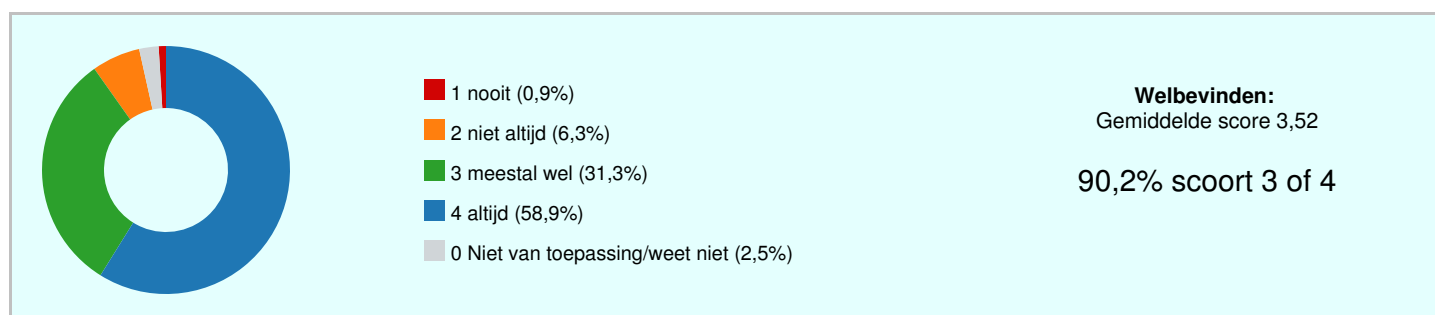 1 nooit (0,9%)
2 niet altijd (6,3%)
3 meestal wel (31,3%)
4 altijd (58,9%)
0 Niet van toepassing/weet niet (2,5%)
Welbevinden:
Gemiddelde score 3,52
90,2% scoort 3 of 4